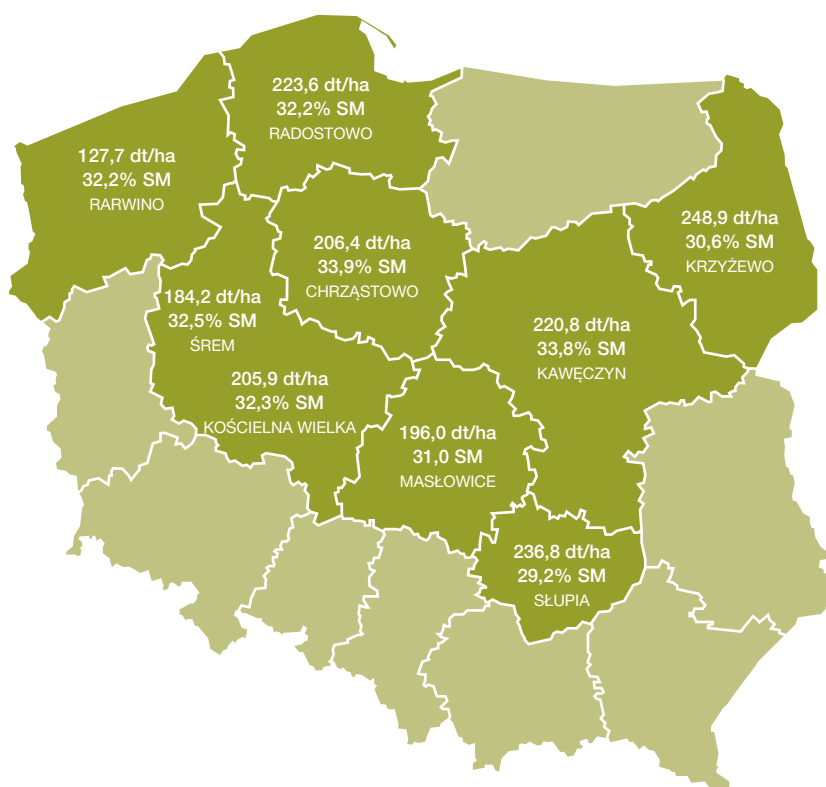 223,6 dt/ha
32,2% SM
RADOSTOWO
127,7 dt/ha
32,2% SM
RARWINO
248,9 dt/ha
30,6% SM
KRZYŻEWO
206,4 dt/ha
33,9% SM
CHRZĄSTOWO
184,2 dt/ha
32,5% SM
ŚREM
220,8 dt/ha
33,8% SM
KAWĘCZYN
205,9 dt/ha
32,3% SM
KOŚCIELNA WIELKA
196,0 dt/ha
31,0 SM
MASŁOWICE
236,8 dt/ha
29,2% SM
SŁUPIA